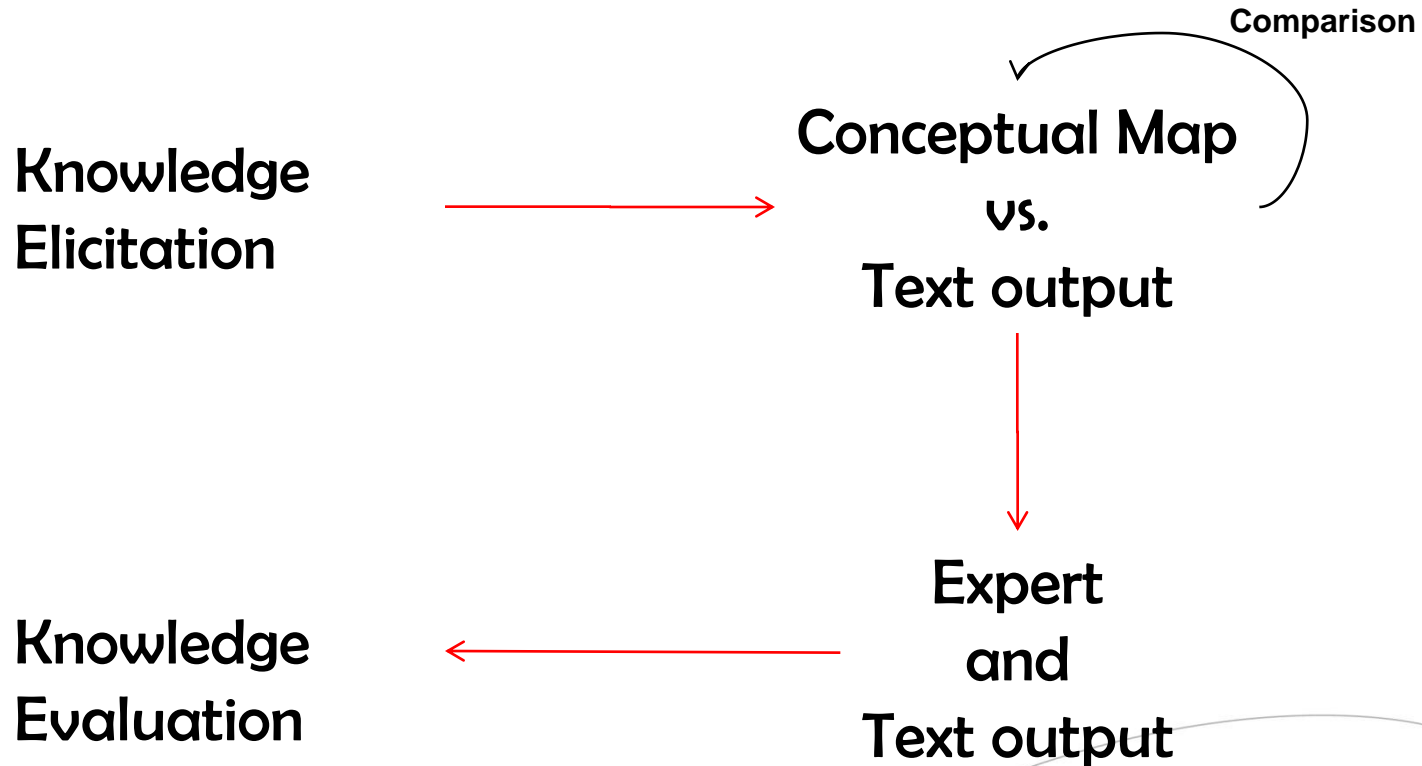 Comparison
Knowledge
Elicitation
Conceptual Map
vs.
Text output
Expert
and
Text output
Knowledge
Evaluation